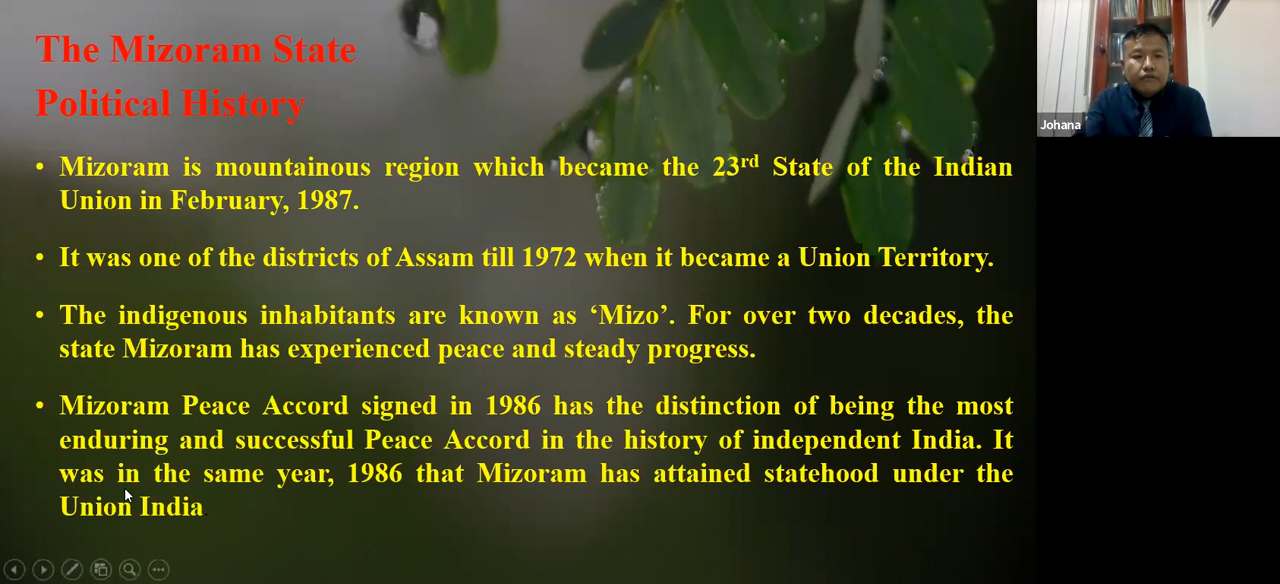 The Mizoram State
Political History
• Mizoram is mountainous region which became the 23rd State of the Indian
Union in February, 1987.
• It was one of the districts of Assam till 1972 when it became a Union Territory.
• The indigenous inhabitants are known as ‘Mizo’. For over two decades, the
state Mizoram has experienced peace and steady progress.
• Mizoram Peace Accord signed in 1986 has the distinction of being the most
enduring and successful Peace Accord in the history of independent India. It
was in the same year, 1986 that Mizoram has attained statehood under the
Union India
Johana